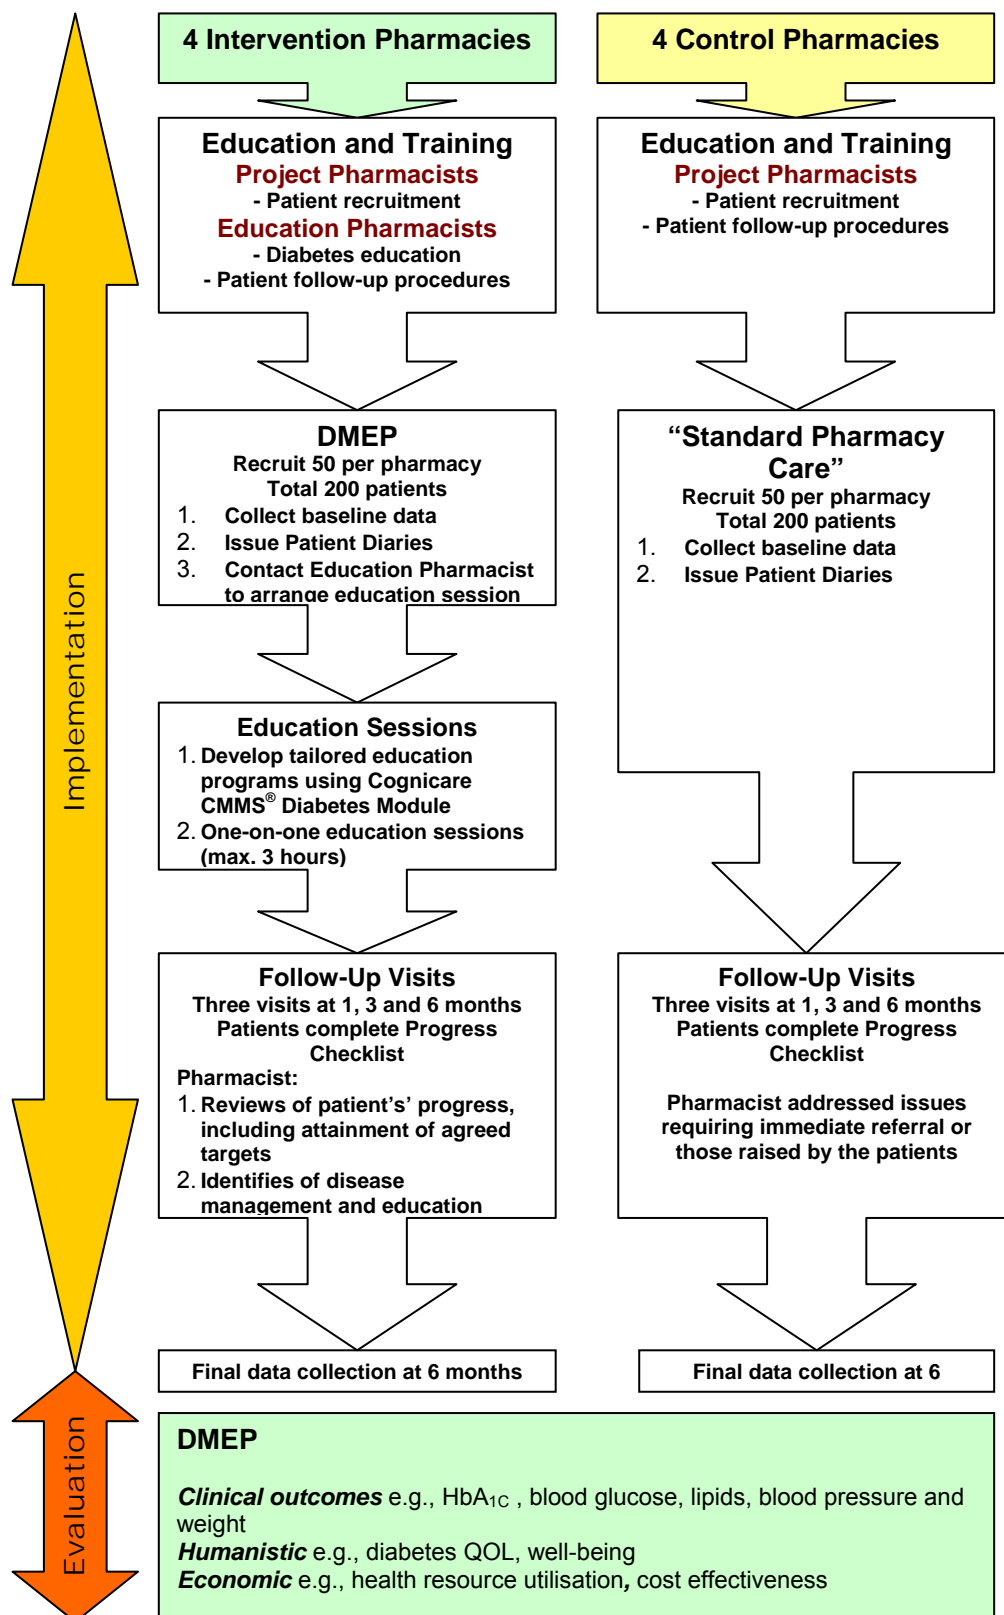 4 Intervention Pharmacies
4 Control Pharmacies
Education and Training
Project Pharmacists
- Patient recruitment
Education Pharmacists
- Diabetes education
- Patient follow-up procedures
Education and Training
Project Pharmacists
- Patient recruitment
- Patient follow-up procedures
Implementation
DMEP
Recruit 50 per pharmacy
Total 200 patients
1. Collect baseline data
2. Issue Patient Diaries
3. Contact Education Pharmacist
to arrange education session
“Standard Pharmacy
Care”
Recruit 50 per pharmacy
Total 200 patients
1. Collect baseline data
2. Issue Patient Diaries
Education Sessions
1. Develop tailored education
programs using Cognicare
CMMS® Diabetes Module
2. One-on-one education sessions
(max. 3 hours)
Follow-Up Visits
Three visits at 1, 3 and 6 months
Patients complete Progress
Checklist
Pharmacist:
1. Reviews of patient’s’ progress,
including attainment of agreed
targets
2. Identifies of disease
management and education
Follow-Up Visits
Three visits at 1, 3 and 6 months
Patients complete Progress
Checklist
Pharmacist addressed issues
requiring immediate referral or
those raised by the patients
Final data collection at 6 months
Final data collection at 6
Evaluation
DMEP
Clinical outcomes e.g., HbA1C , blood glucose, lipids, blood pressure and
weight
Humanistic e.g., diabetes QOL, well-being
Economic e.g., health resource utilisation, cost effectiveness